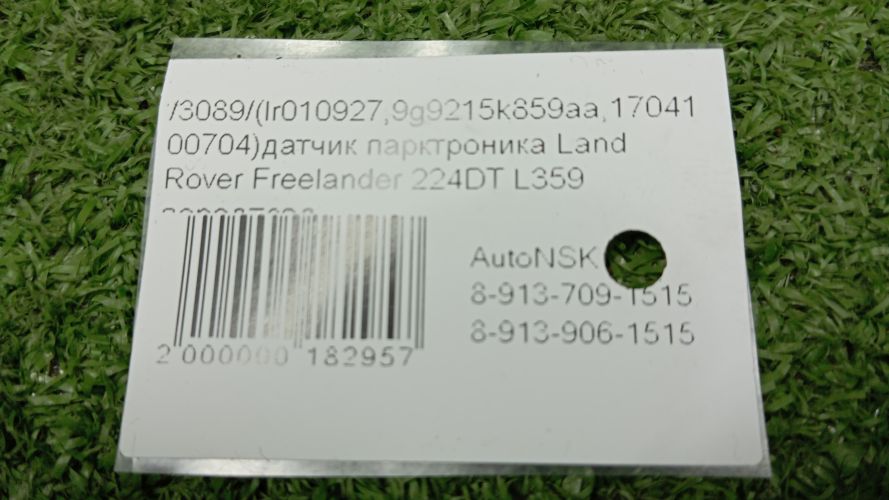 /3089/(lr010927,9g9215k859aa,17041
00704)датчик парктроника Land
Rover Freelander 224DT L359
AutoNSK
8-913-709-1515
8-913-906-1515
2 000000 182957